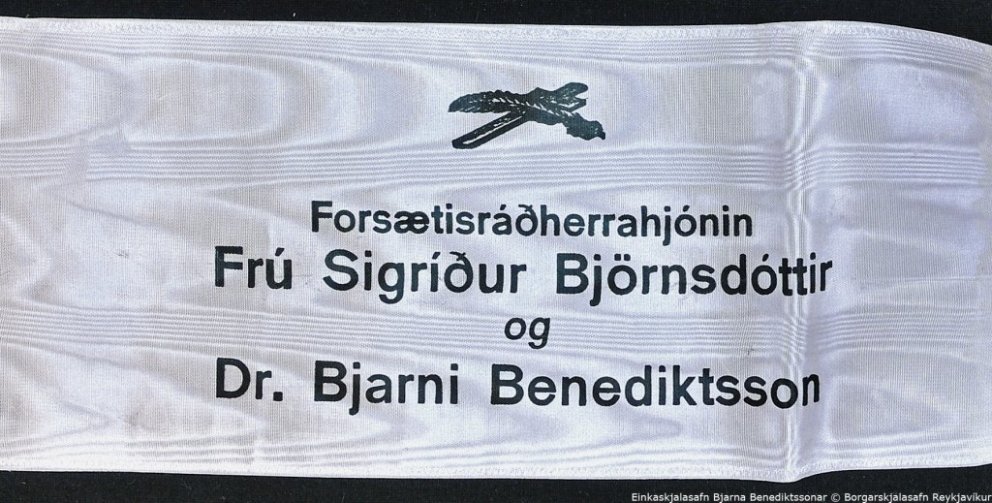 Forsætisráðherrahjónin
Frú Sigríður Björnsdóttir
og
Dr. Bjarni Benediktsson
Einkaskjalasafn Bjarna Benediktssonar © Borgarskjalasafn Reykjavíkur